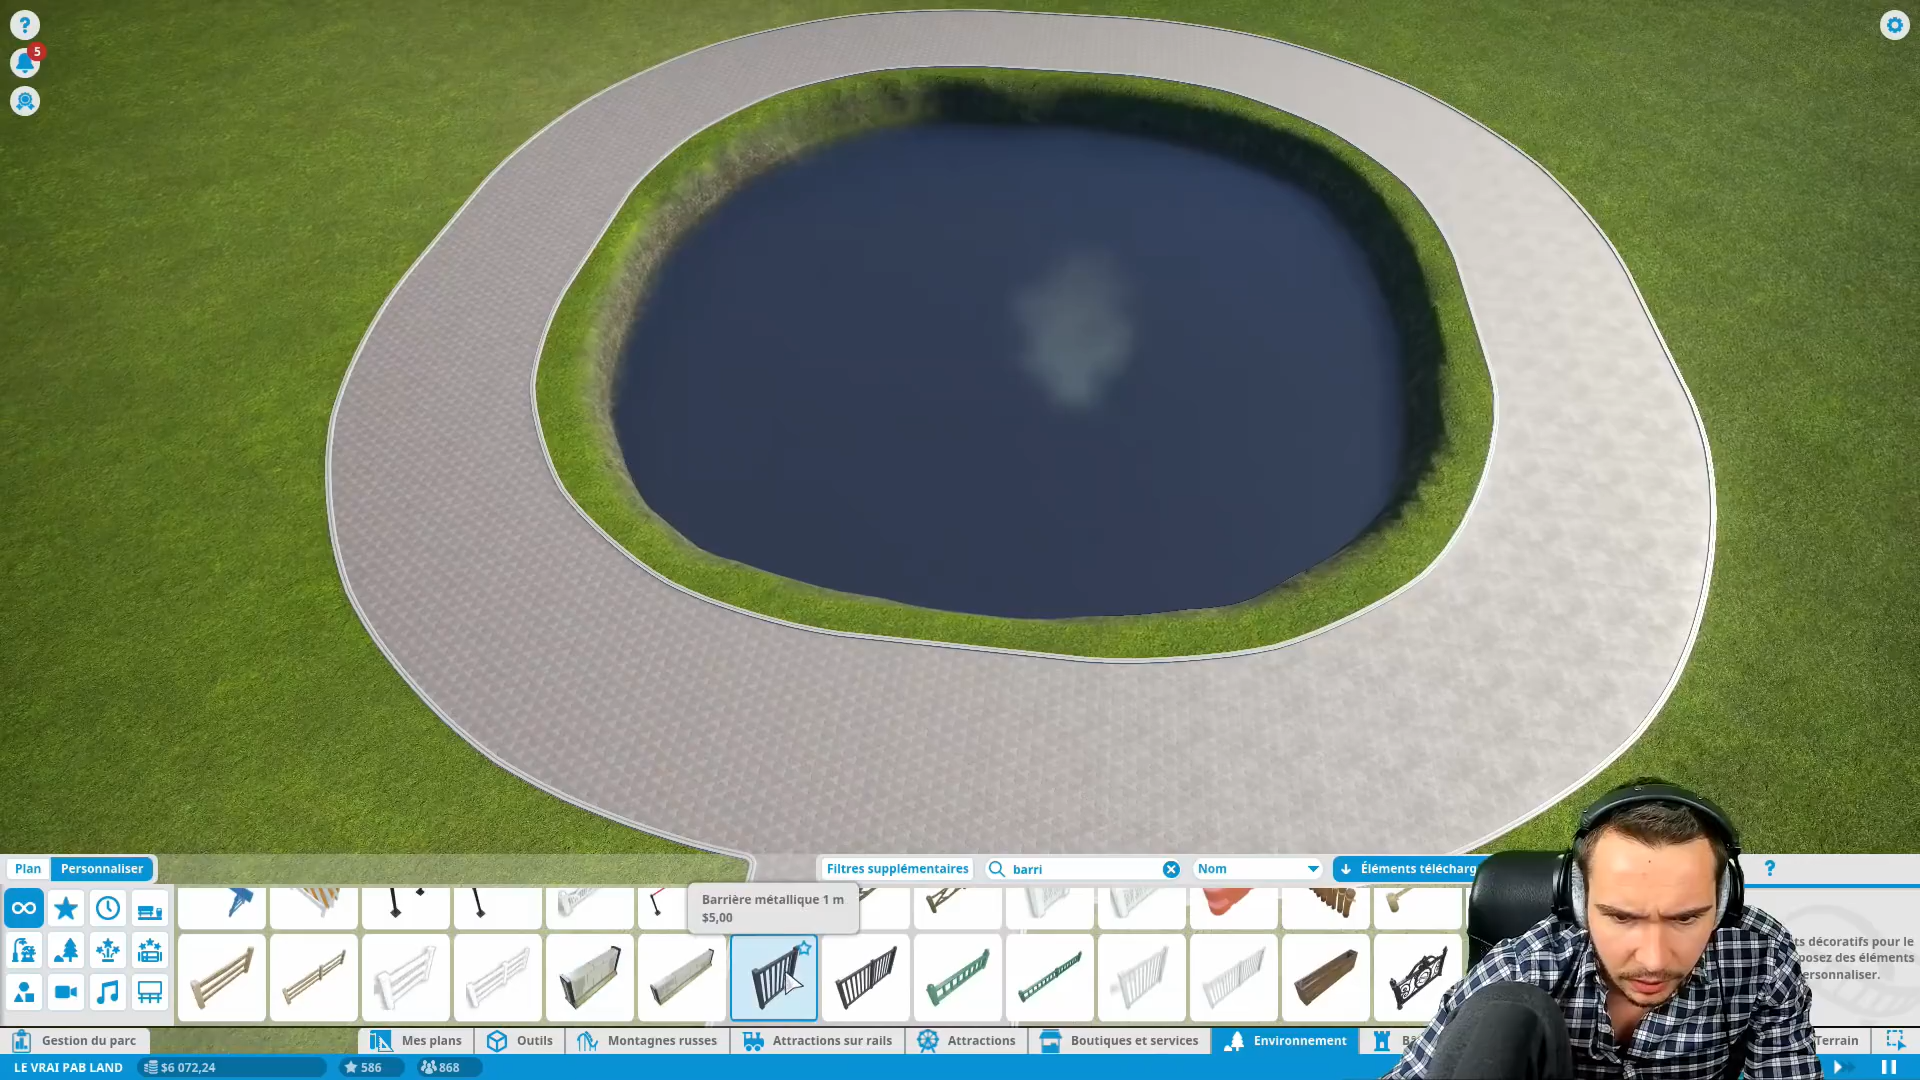 ?
5
Plan
Personnaliser
Filtres supplémentaires
barri
Nom
Éléments télécharg
?
Barrière métallique 1 m
$5,00
ts décoratifs pour le
posez des éléments
ersonnaliser.
Gestion du parc
Mes plans
Outils
Montagnes russes
Attractions sur rails
Attractions
Boutiques et services
Environnement
Terrain
LE VRAI PAB LAND
$6 072,24
586
868